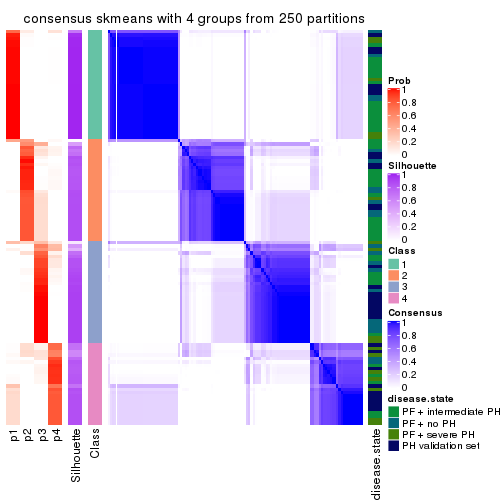 consensus skmeans with 4 groups from 250 partitions
Prob
1
0.8
0.6
0.4
0.2
0
Silhouette
1
0.8
0.6
0.4
0.2
0
Class
1
2
3
4
Consensus
1
0.8
0.6
0.4
0.2
0
disease.state
PF + intermediate PH
PF + no PH
PF + severe PH
PH validation set
p1
p2
p3
p4
Silhouette
Class
disease.state